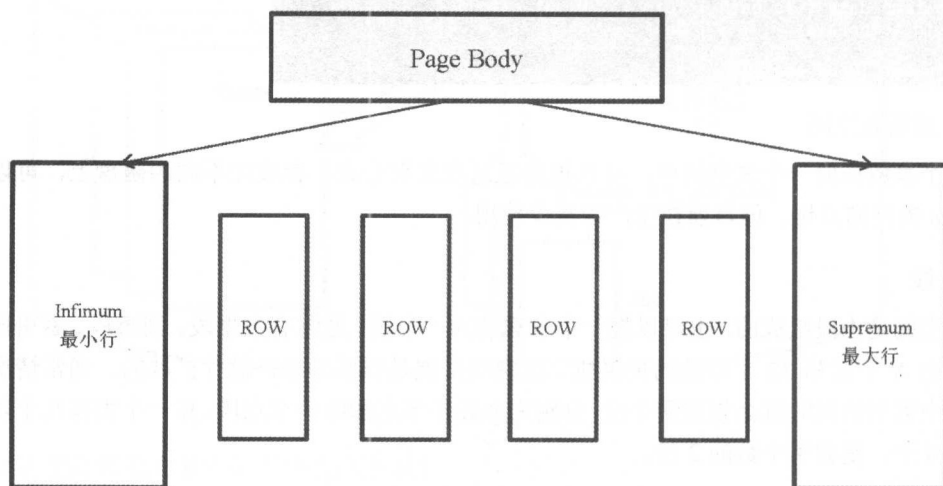 Page Body
Infimum
最小行
ROW
ROW
ROW
ROW
Supremum
最大行